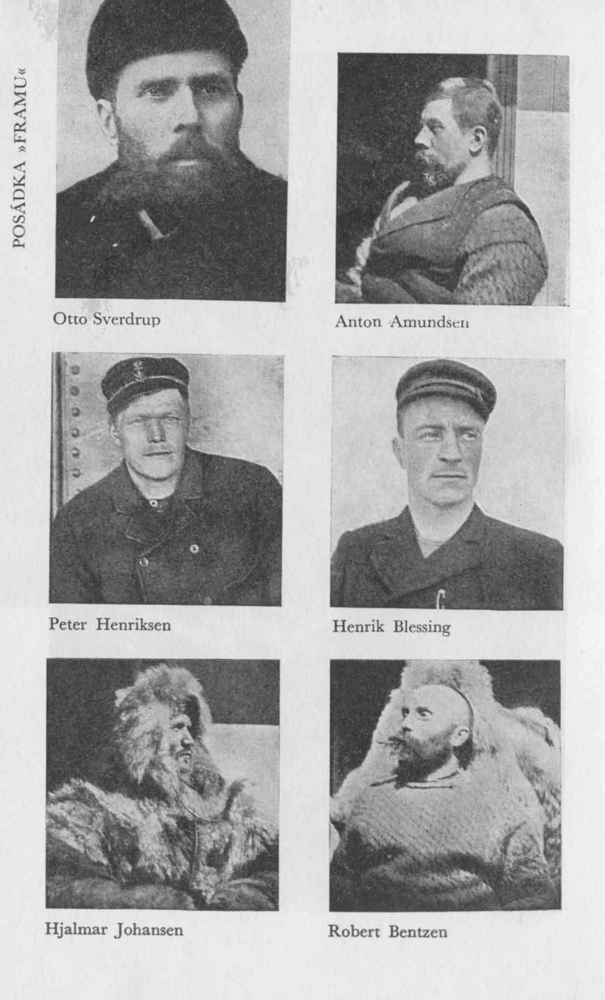 POSÁDKA »FRAMU«
Otto Sverdrup
Anton Amundsen
Peter Henriksen
Henrik Blessing
Hjalmar Johansen
Robert Bentzen